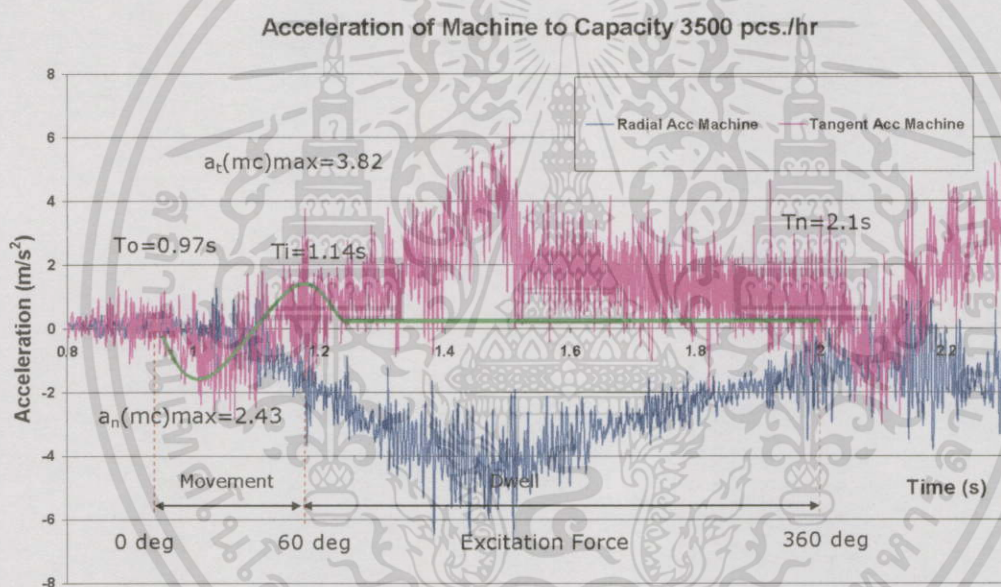 Acceleration of Machine to Capacity 3500 pcs./hr
Radial Acc Machine
Tangent Acc Machine
at(mc)max=3.82
To=0.97s
Ti=1.14s
Tn=2.1s
Acceleration (m/s²)
8
6
4
2
0
-2
-4
-6
-8
0.8
1
1.2
1.4
1.6
1.8
2
2.2
an(mc)max=2.43
Movement
Dwell
Time (s)
0 deg
60 deg
Excitation Force
360 deg